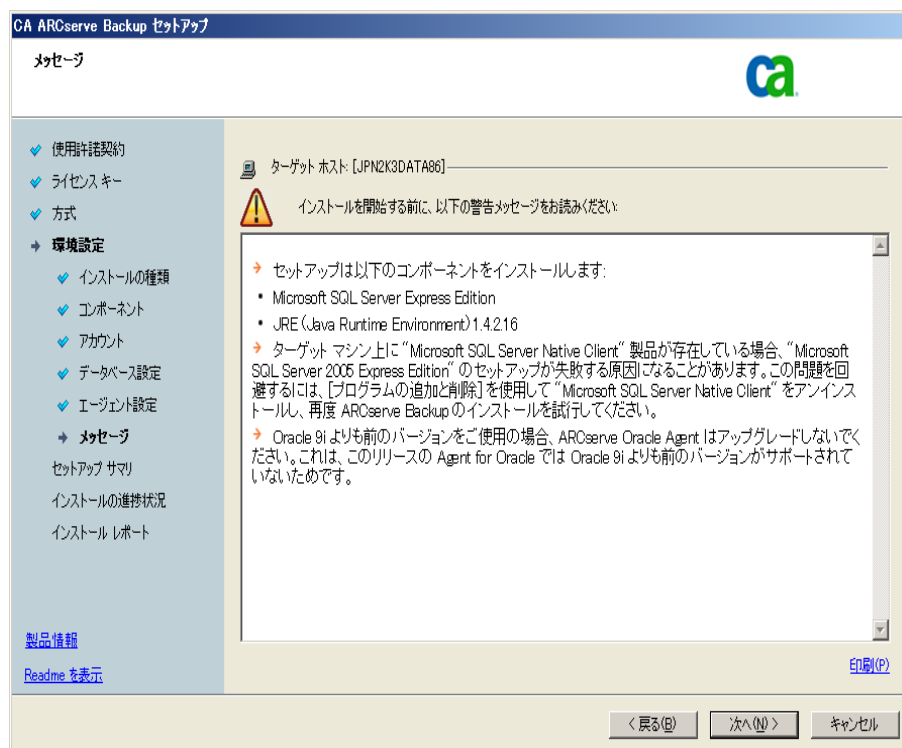 CA ARCserve Backup セットアップ
メッセージ
ca
使用許諾契約
ライセンス キー
方式
環境設定
インストールの種類
コンポーネント
アカウント
データベース設定
エージェント設定
メッセージ
セットアップ サマリ
インストールの進捗状況
インストール レポート
製品情報
Readme を表示
ターゲット ホスト: [JPN2K3DATA86]
インストールを開始する前に、以下の警告メッセージをお読みください:
セットアップは以下のコンポーネントをインストールします:
• Microsoft SQL Server Express Edition
• JRE (Java Runtime Environment) 1.4.2.16
ターゲット マシン上に "Microsoft SQL Server Native Client" 製品が存在している場合、"Microsoft
SQL Server 2005 Express Edition" のセットアップが失敗する原因になることがあります。この問題を回
避するには、[プログラムの追加と削除] を使用して "Microsoft SQL Server Native Client" をアンインス
トールし、再度 ARCserve Backup のインストールを試行してください。
Oracle 9i よりも前のバージョンをご使用の場合、ARCserve Oracle Agent はアップグレードしないでく
ださい。これは、このリリースの Agent for Oracle では Oracle 9i よりも前のバージョンがサポートされて
いないためです。
印刷(P)
< 戻る(B)
次へ(N) >
キャンセル